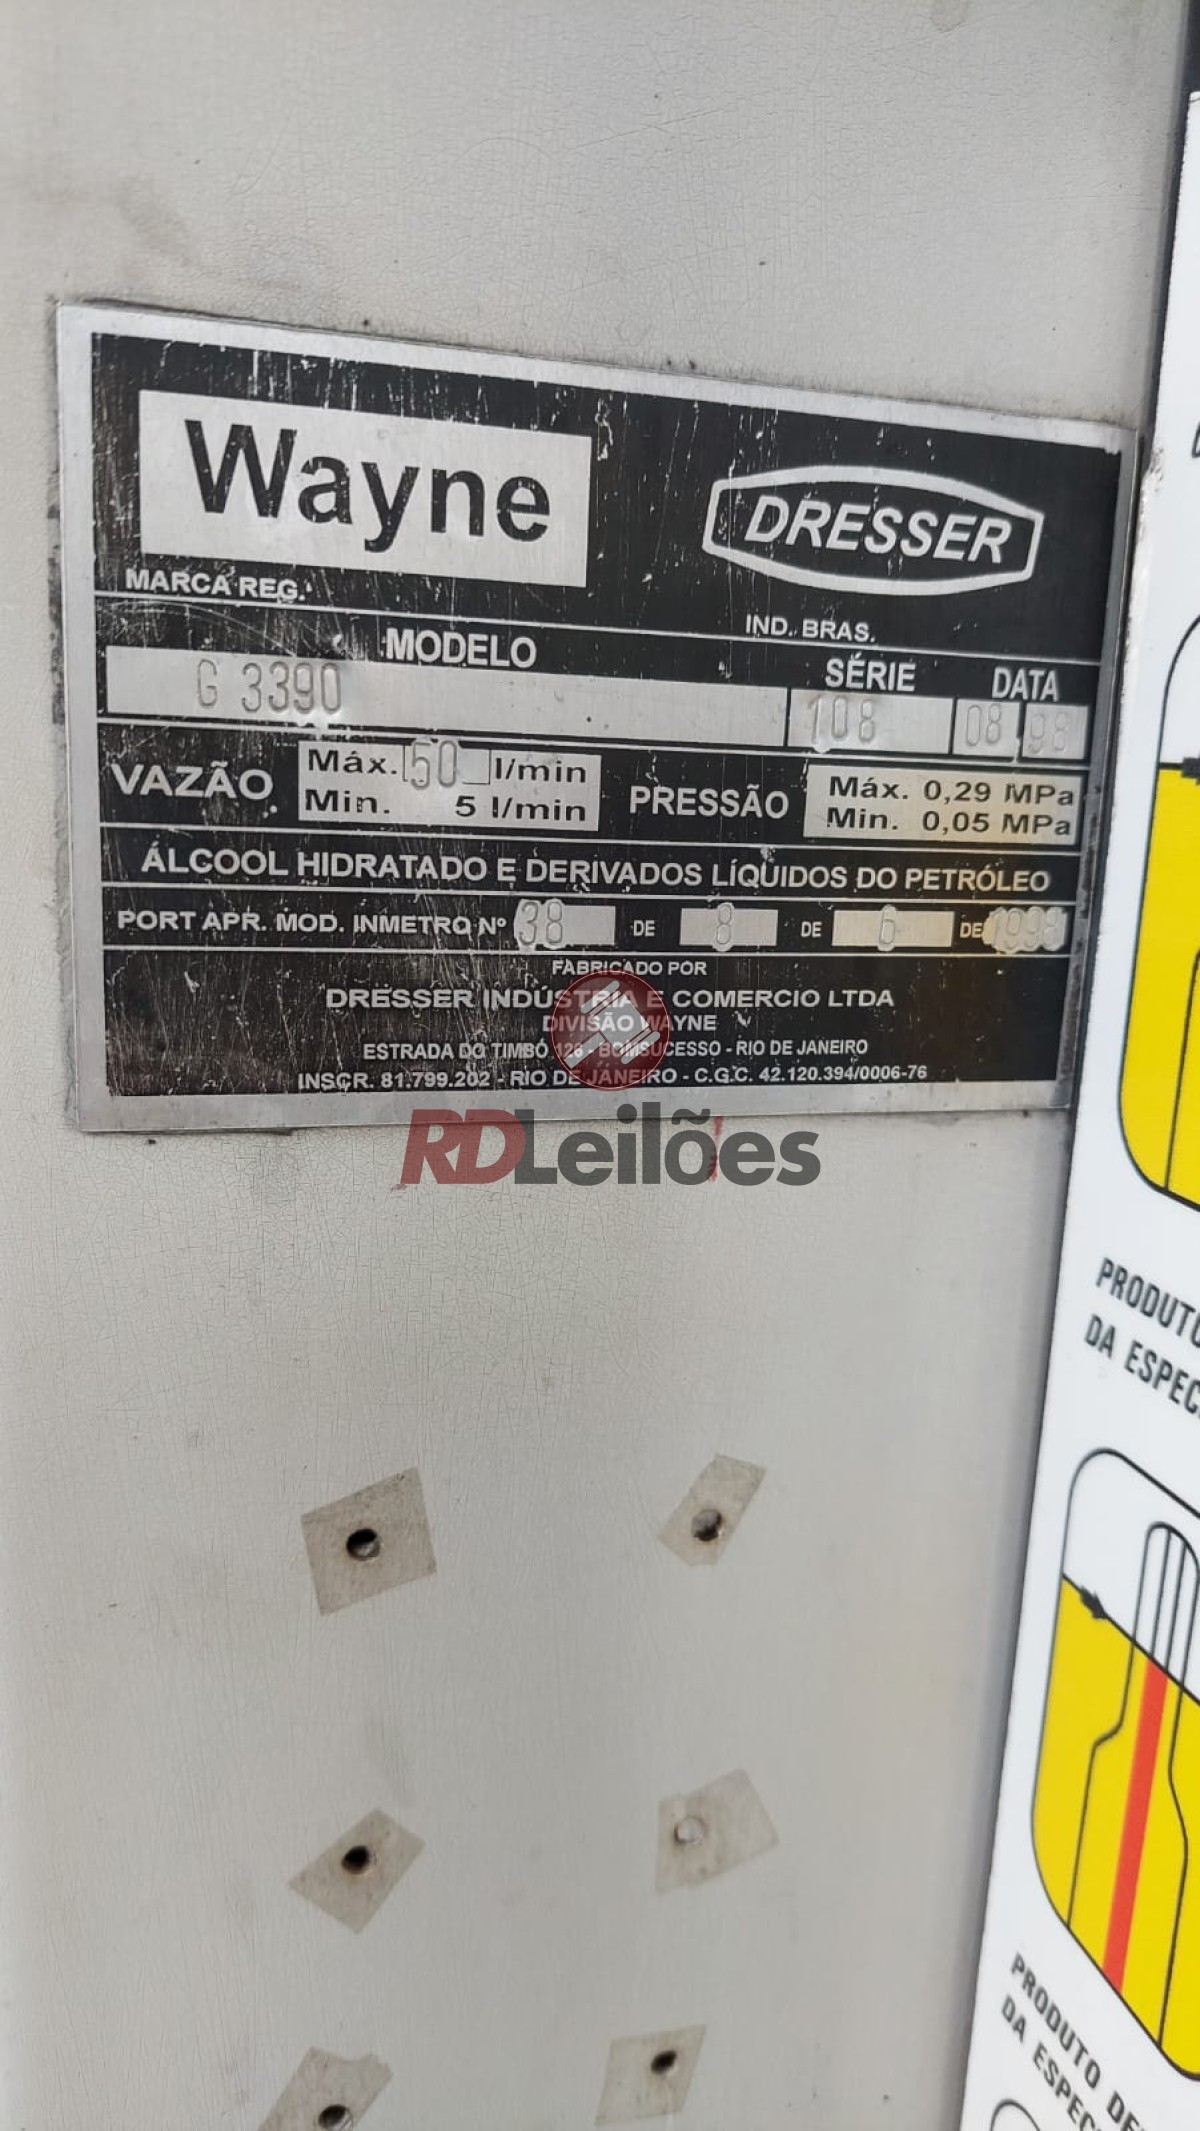 Wayne
DRESSER
MARCA REG.
IND. BRAS.
MODELO SÉRIE DATA
G 3390 108 08 98
VAZÃO Máx. 50 l/min PRESSÃO Máx. 0,29 MPa
Min. 5 l/min Min. 0,05 MPa
ÁLCOOL HIDRATADO E DERIVADOS LÍQUIDOS DO PETRÓLEO
PORT APR. MOD. INMETRO Nº 38 DE 8 DE 6 DE
FABRICADO POR
DRESSER INDÚSTRIA E COMERCIO LTDA
DIVISÃO WAYNE
ESTRADA DO TIMBÓ 126 - BOMSUCESSO - RIO DE JANEIRO
INSCR. 81.799.202 - RIO DE JANEIRO - C.G.C. 42.120.394/0006-76
RDLeilões
PRODUTO
DA ESPEC
PRODUTO DE
DA ESPEC